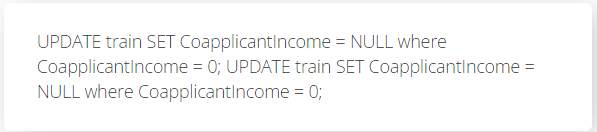 UPDATE train SET CoapplicantIncome = NULL where
CoapplicantIncome = 0; UPDATE train SET CoapplicantIncome =
NULL where CoapplicantIncome = 0;